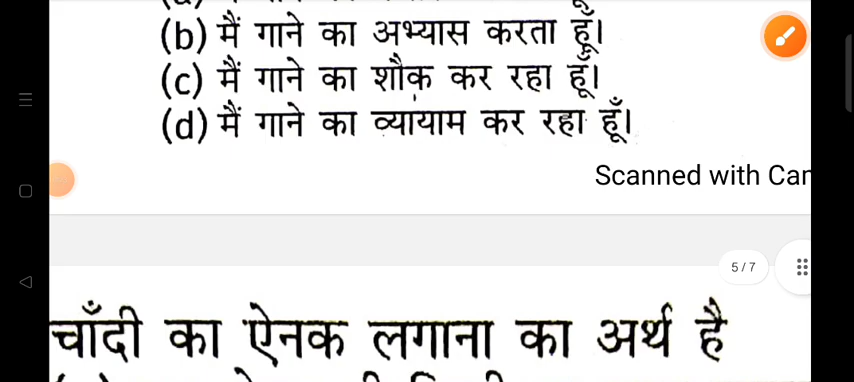 (b) मैं गाने का अभ्यास करता हूँ।
(c) मैं गाने का शौक कर रहा हूँ।
(d) मैं गाने का व्यायाम कर रहा हूँ।
Scanned with Car
5/7
चाँदी का ऐनक लगाना का अर्थ है